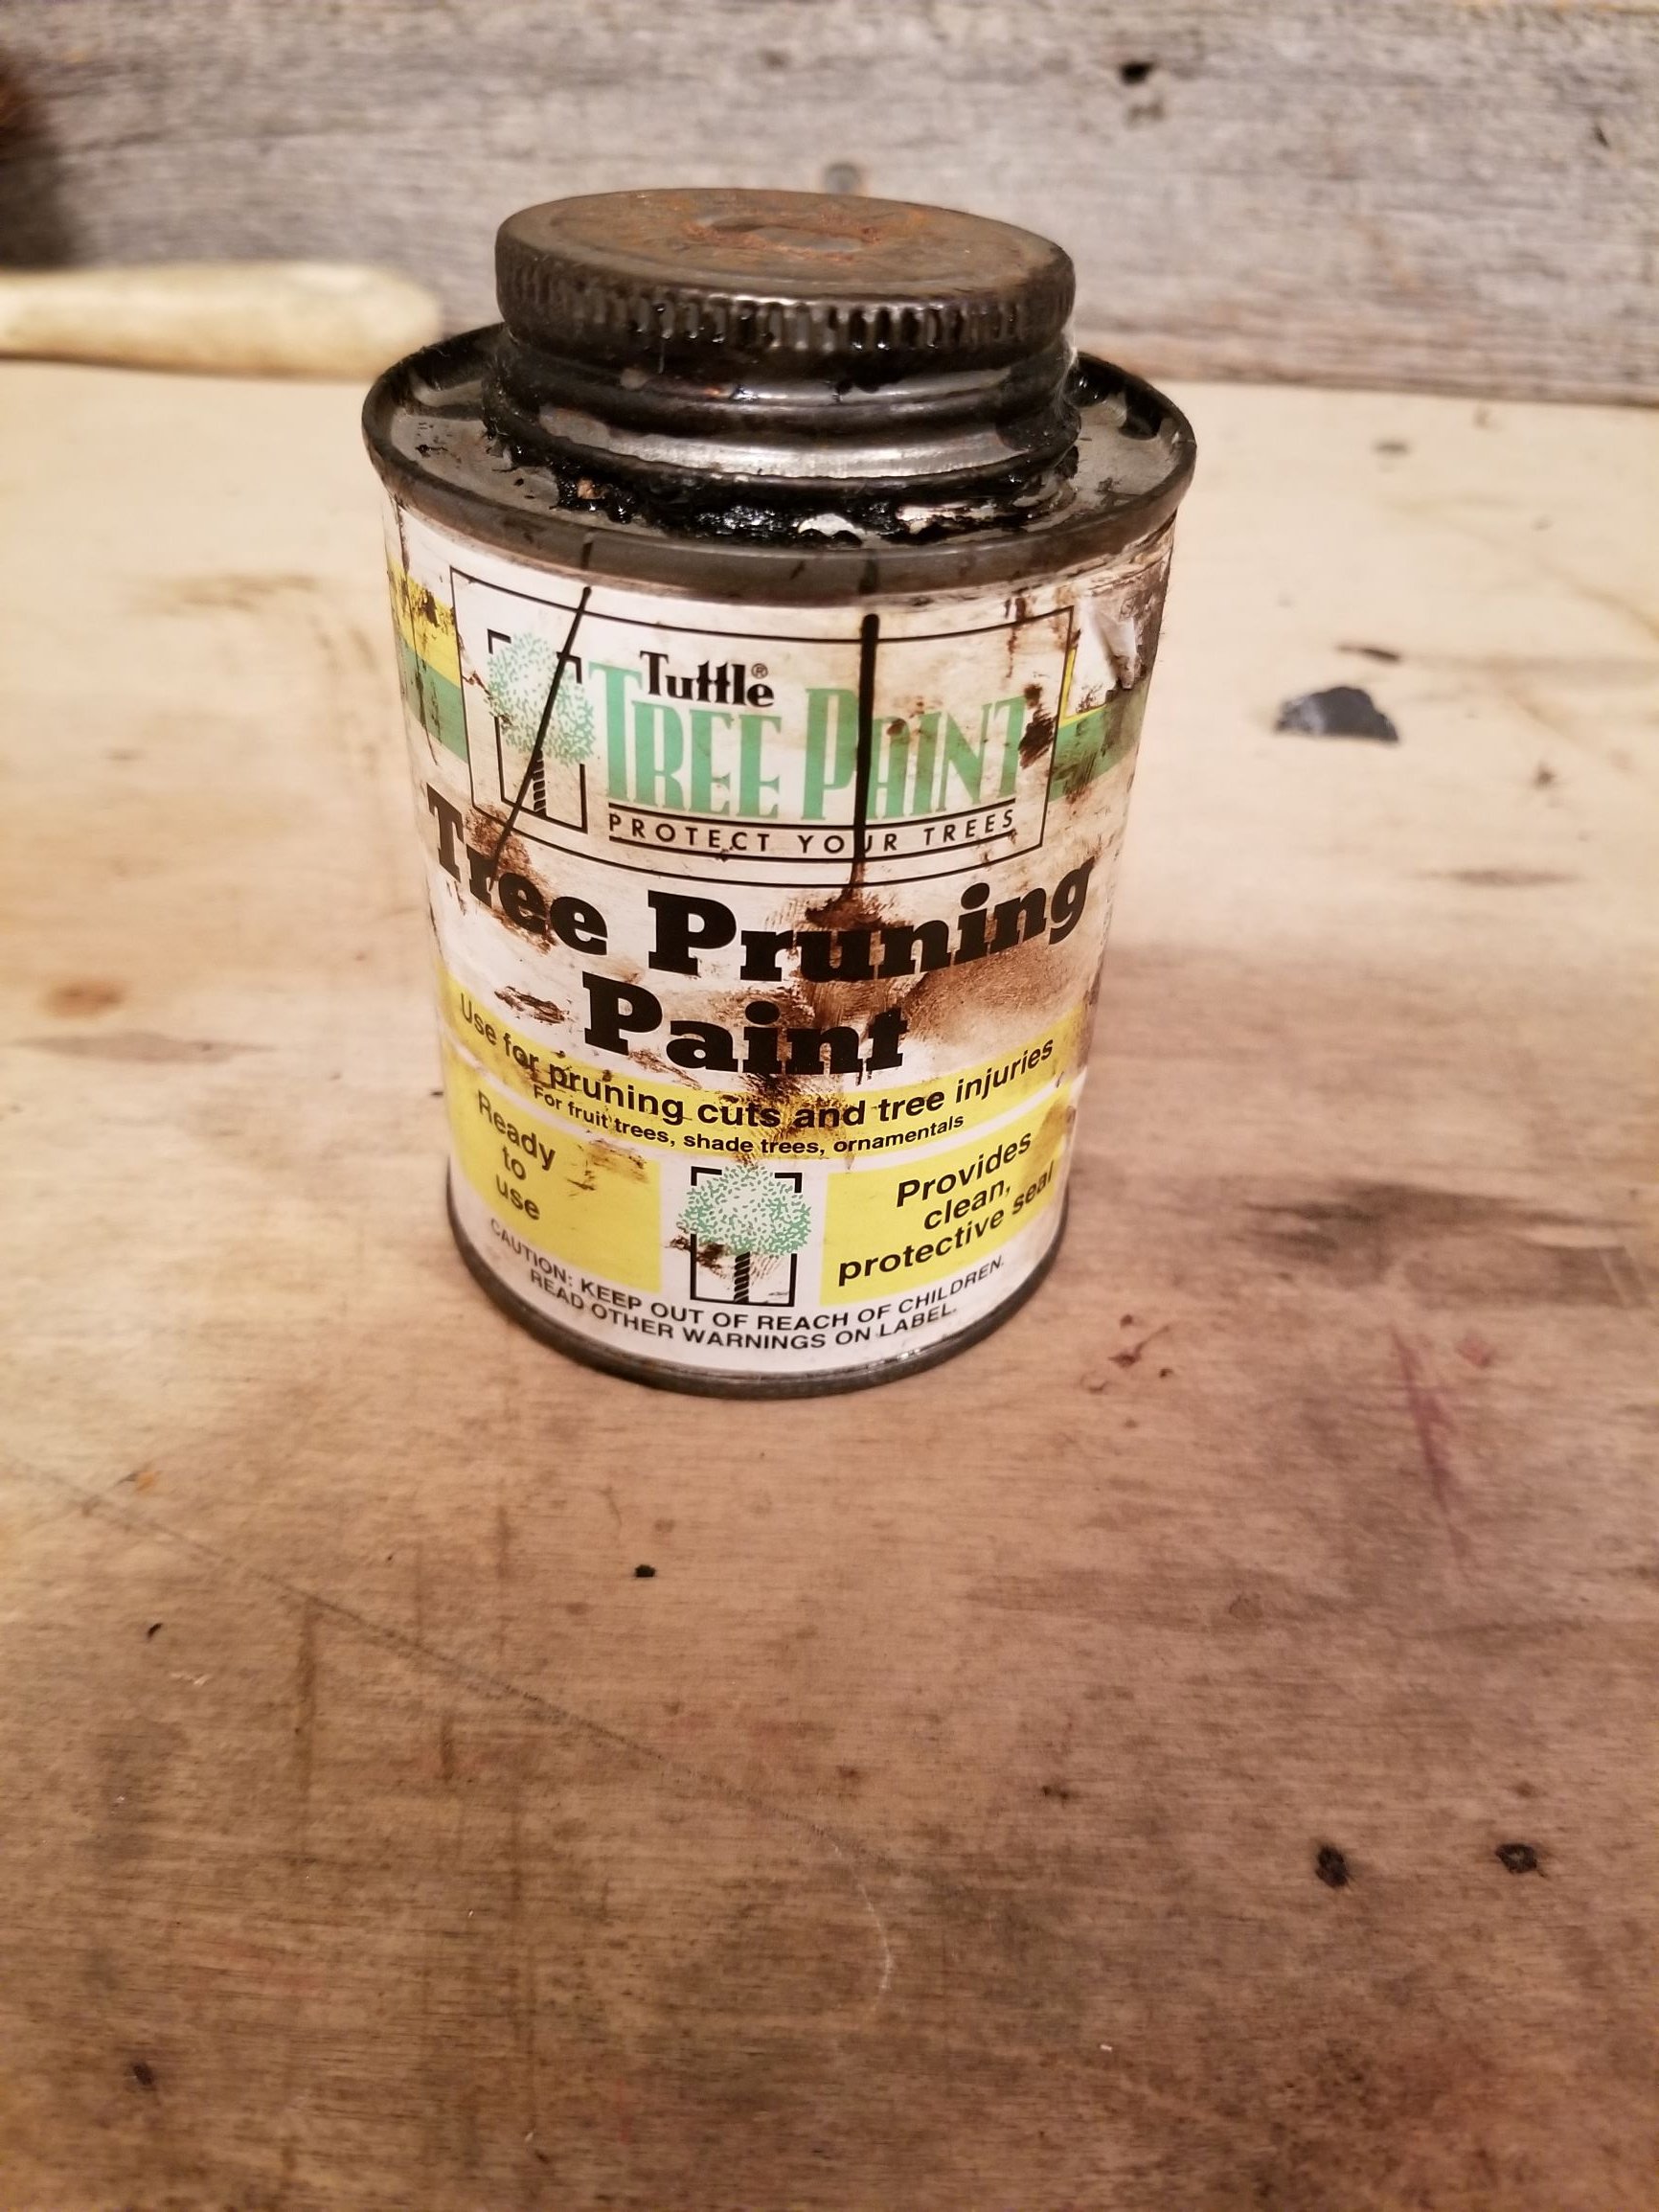 Tuttle®
TREE PAINT
PROTECT YOUR TREES
Tree Pruning
Paint
Use for pruning cuts and tree injuries
For fruit trees, shade trees, ornamentals
Ready
to
use
Provides
clean,
protective seal
CAUTION: KEEP OUT OF REACH OF CHILDREN.
READ OTHER WARNINGS ON LABEL.